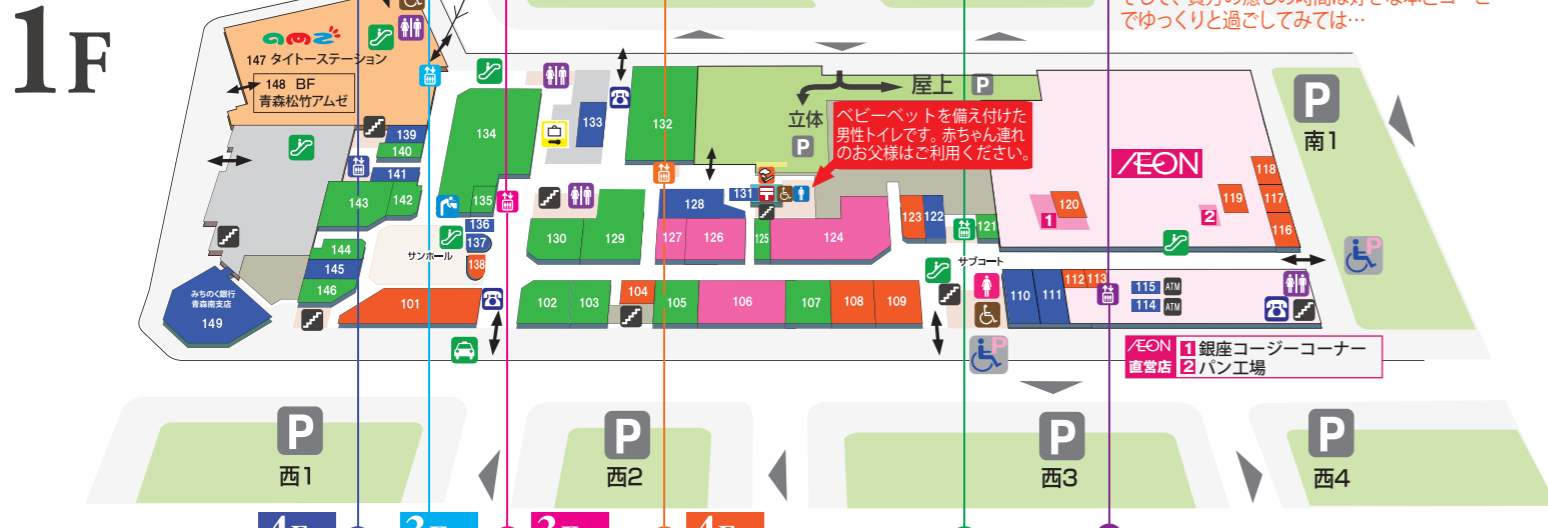 1F
でゆっくりと過ごしてみては…
147 タイトーステーション
148 BF
青森松竹アムゼ
屋上 P
立体
P
ベビーベットを備え付けた
男性トイレです。赤ちゃん連れ
のお父様はご利用ください。
P
南1
ÆON
139
140
141
142
143
134
135
136
137
138
133
132
131
128
130
129
127
126
125
124
123
122
121
120
1
119
2
118
117
116
144
145
146
サンホール
サブコート
みちのく銀行
青森南支店
149
101
102
103
104
105
106
107
108
109
110
111
112
113
115 ATM
114 ATM
P
P
ÆON
直営店
1 銀座コージーコーナー
2 パン工場
P
西1
P
西2
P
西3
P
西4